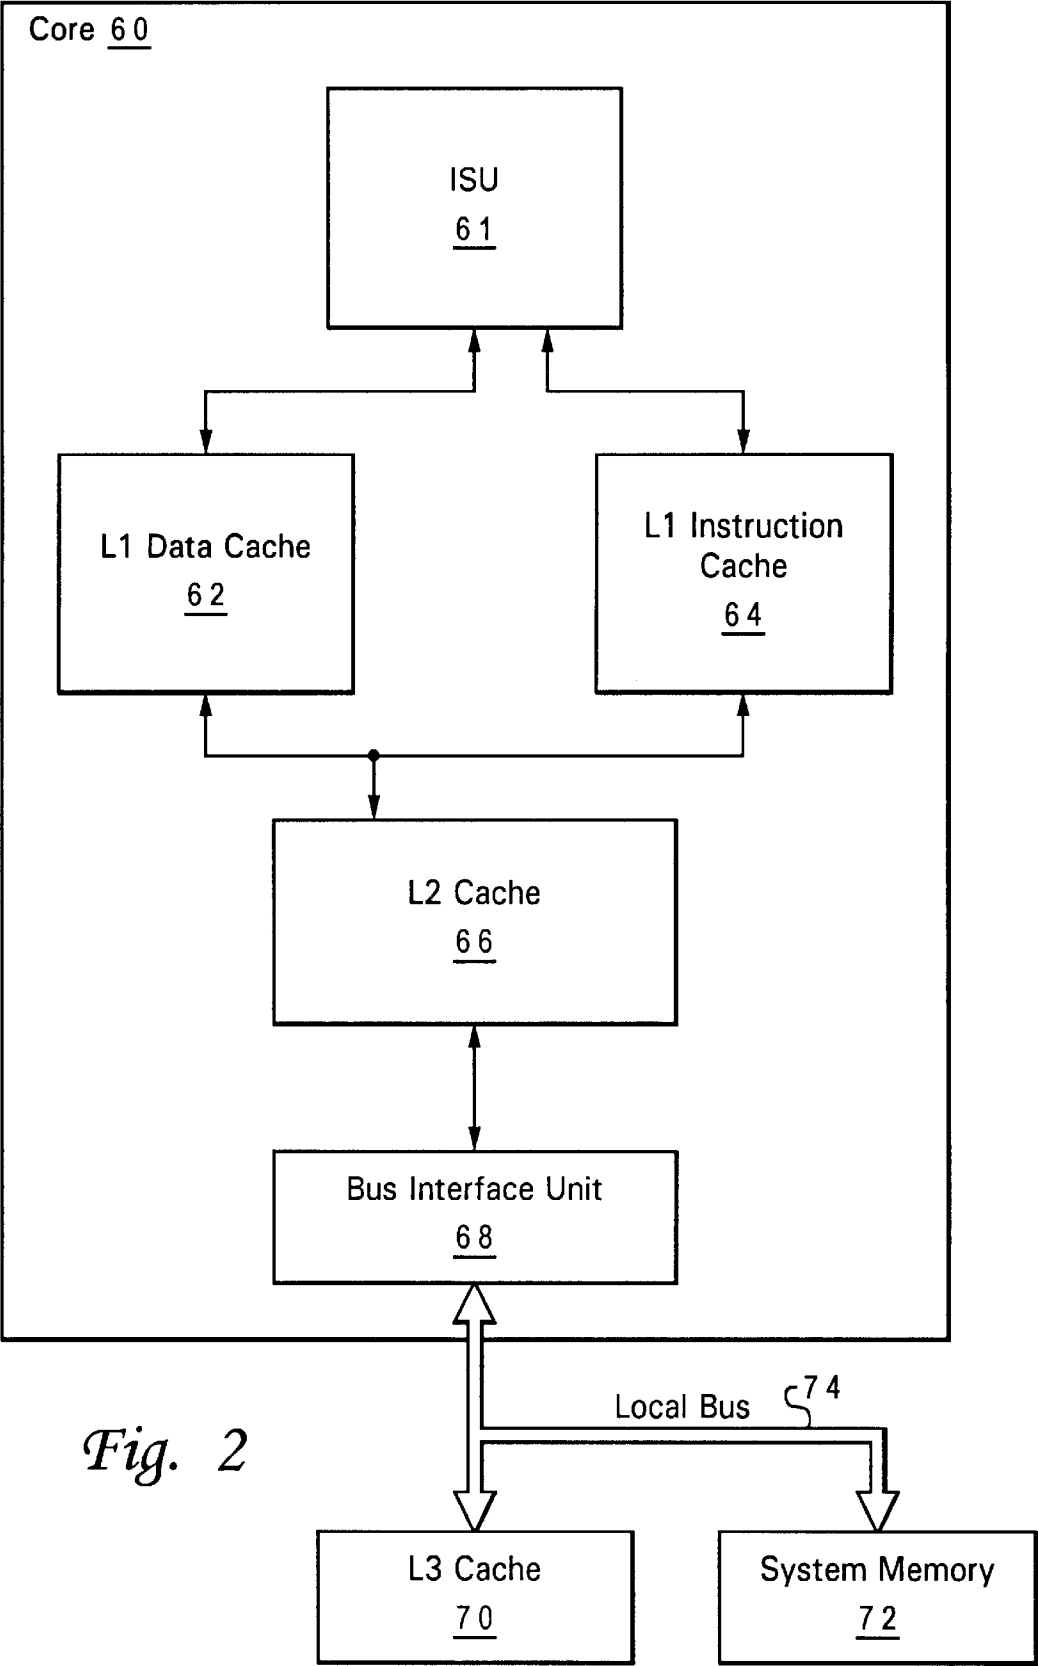 Core 60
ISU
61
L1 Data Cache
62
L1 Instruction
Cache
64
L2 Cache
66
Bus Interface Unit
68
Local Bus
74
Fig. 2
L3 Cache
70
System Memory
72